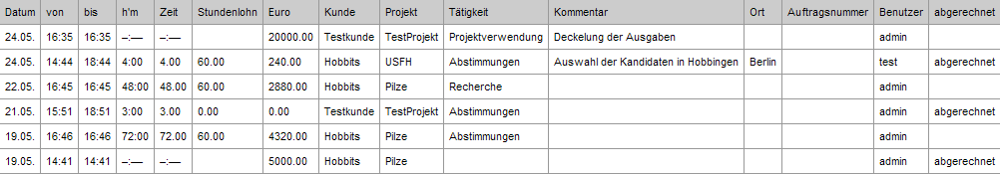 Datum von bis h'm Zeit Stundenlohn Euro Kunde Projekt Tätigkeit Kommentar Ort Auftragsnummer Benutzer abgerechnet
24.05. 16:35 16:35 –:–– –:–– 20000.00 Testkunde TestProjekt Projektverwendung Deckelung der Ausgaben admin
24.05. 14:44 18:44 4:00 4.00 60.00 240.00 Hobbits USFH Abstimmungen Auswahl der Kandidaten in Hobbingen Berlin test abgerechnet
22.05. 16:45 16:45 48:00 48.00 60.00 2880.00 Hobbits Pilze Recherche admin
21.05. 15:51 18:51 3:00 3.00 0.00 0.00 Testkunde TestProjekt Abstimmungen admin abgerechnet
19.05. 16:46 16:46 72:00 72.00 60.00 4320.00 Hobbits Pilze Abstimmungen admin
19.05. 14:41 14:41 –:–– –:–– 5000.00 Hobbits Pilze admin abgerechnet